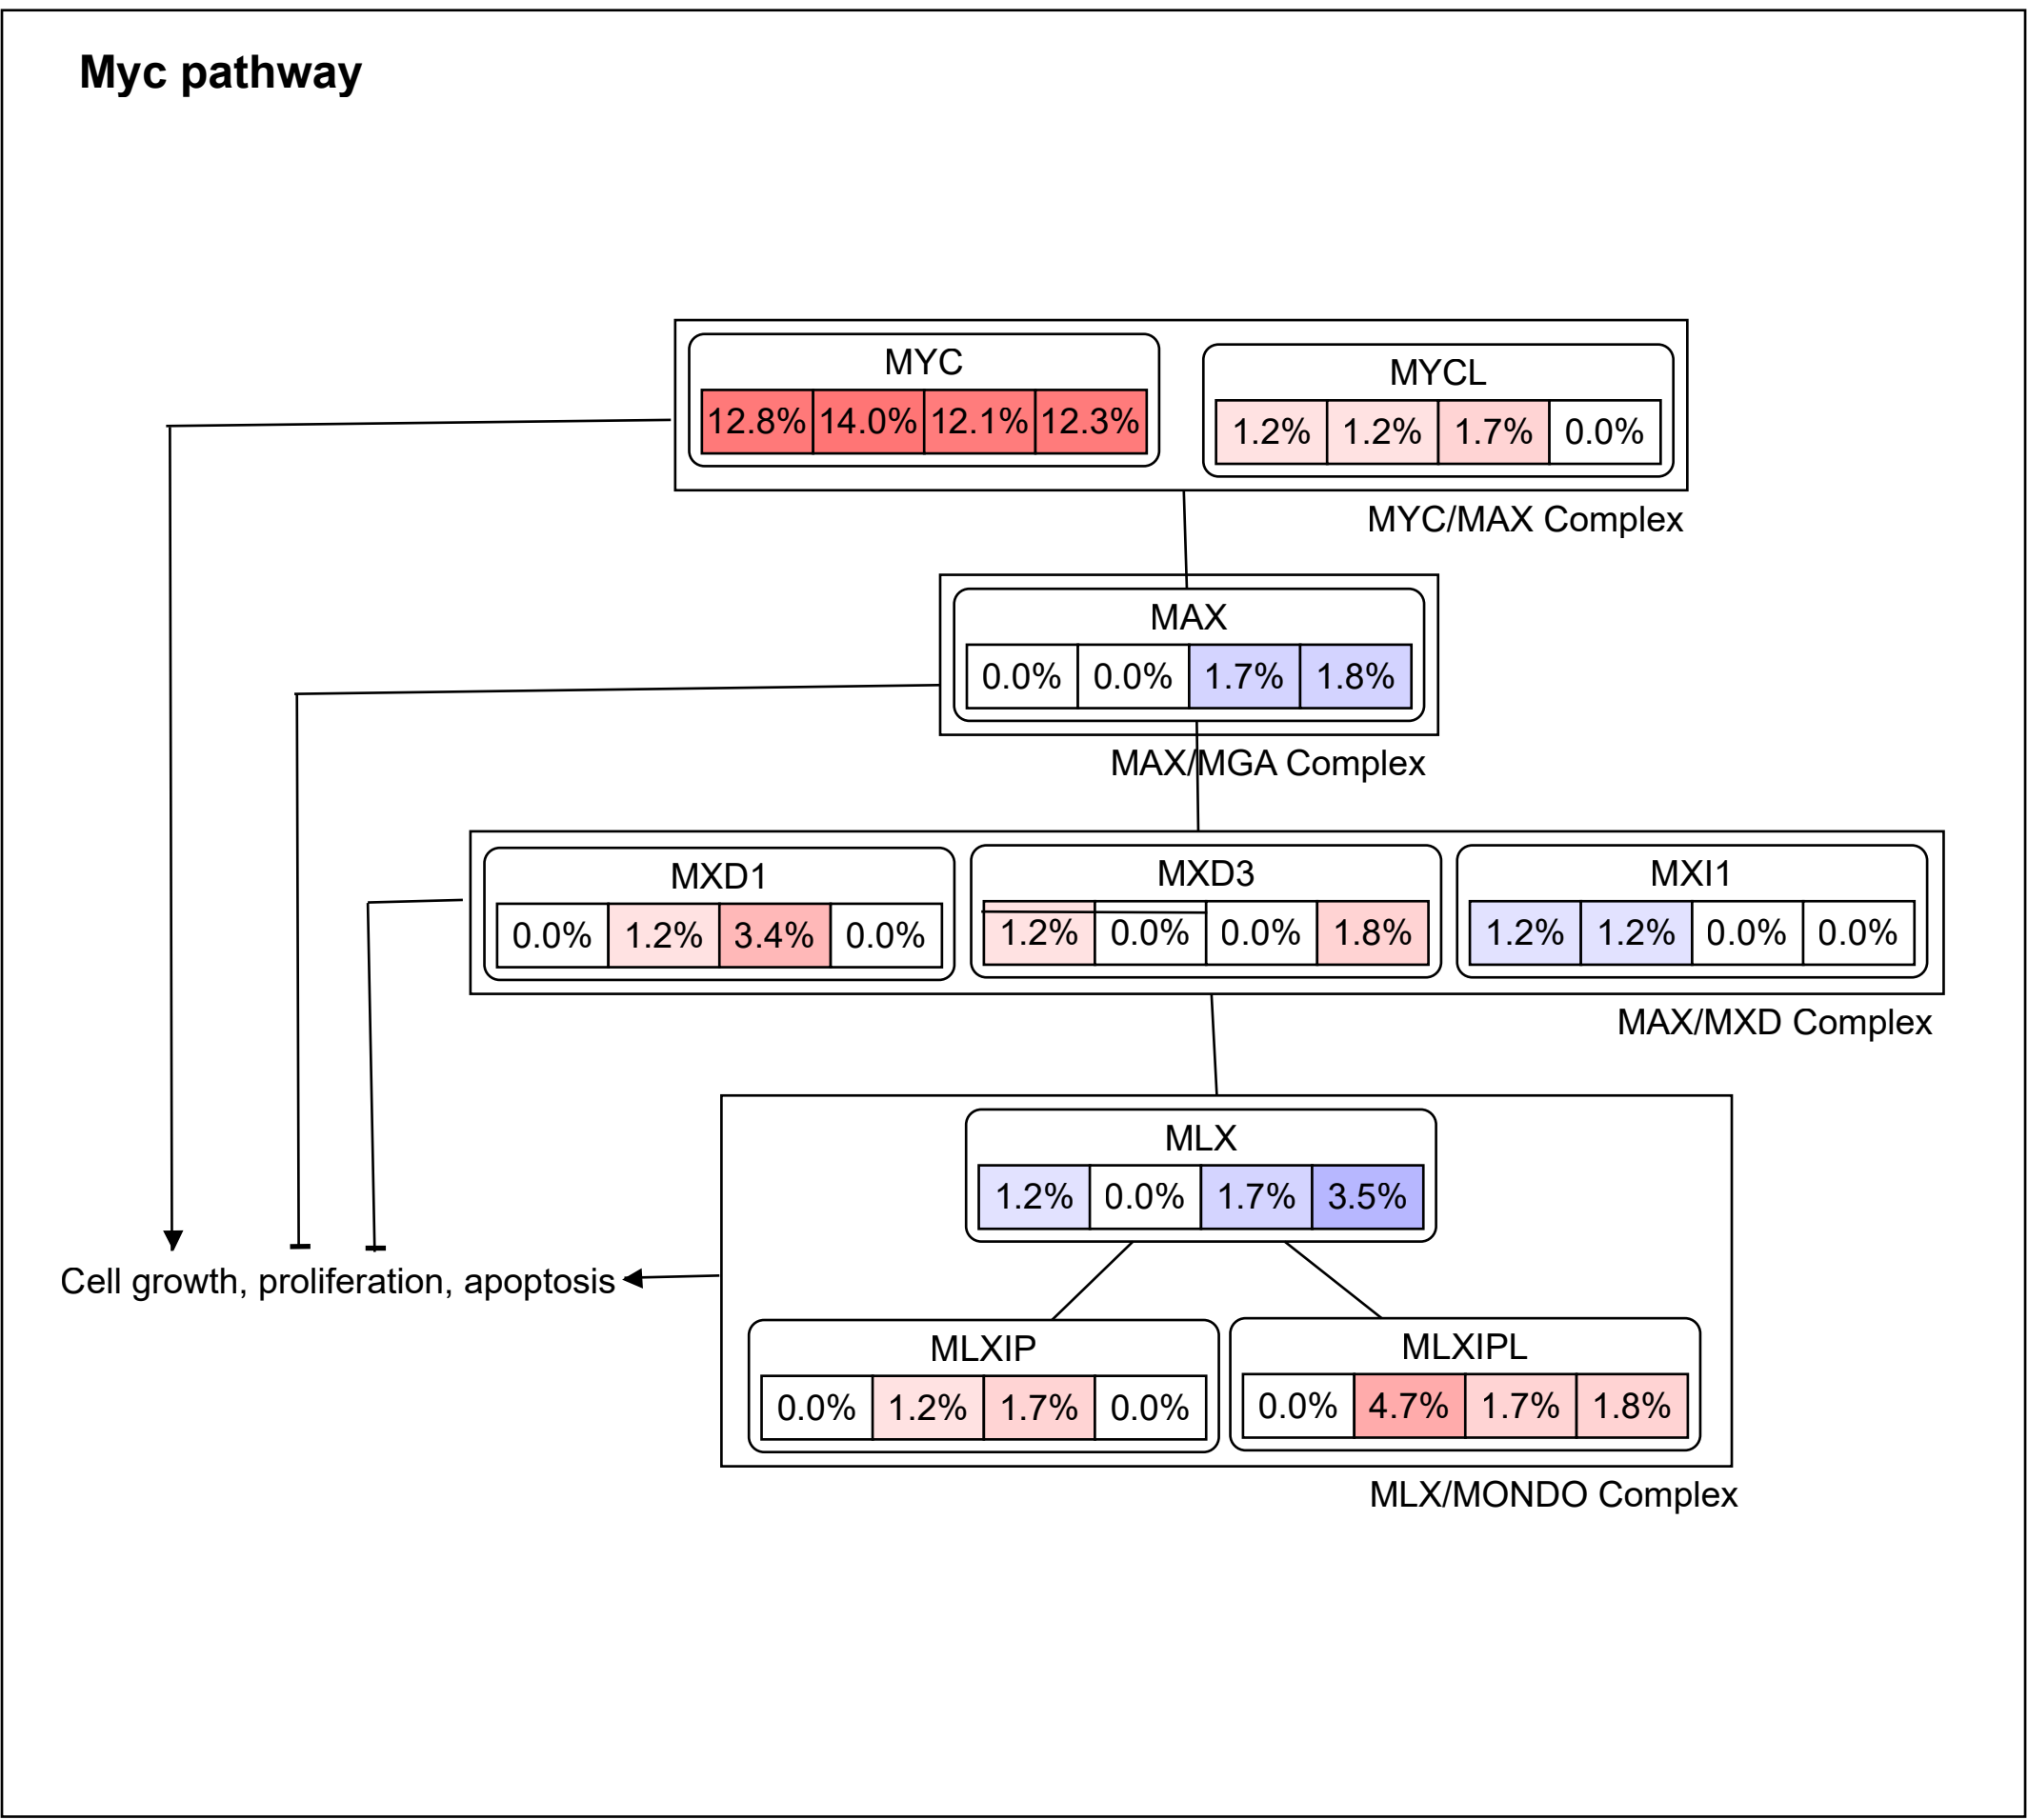 Myc pathway
MYC
12.8% 14.0% 12.1% 12.3%
MYCL
1.2% 1.2% 1.7% 0.0%
MYC/MAX Complex
MAX
0.0% 0.0% 1.7% 1.8%
MAX/MGA Complex
MXD1
0.0% 1.2% 3.4% 0.0%
MXD3
1.2% 0.0% 0.0% 1.8%
MXI1
1.2% 1.2% 0.0% 0.0%
MAX/MXD Complex
MLX
1.2% 0.0% 1.7% 3.5%
Cell growth, proliferation, apoptosis
MLXIP
0.0% 1.2% 1.7% 0.0%
MLXIPL
0.0% 4.7% 1.7% 1.8%
MLX/MONDO Complex